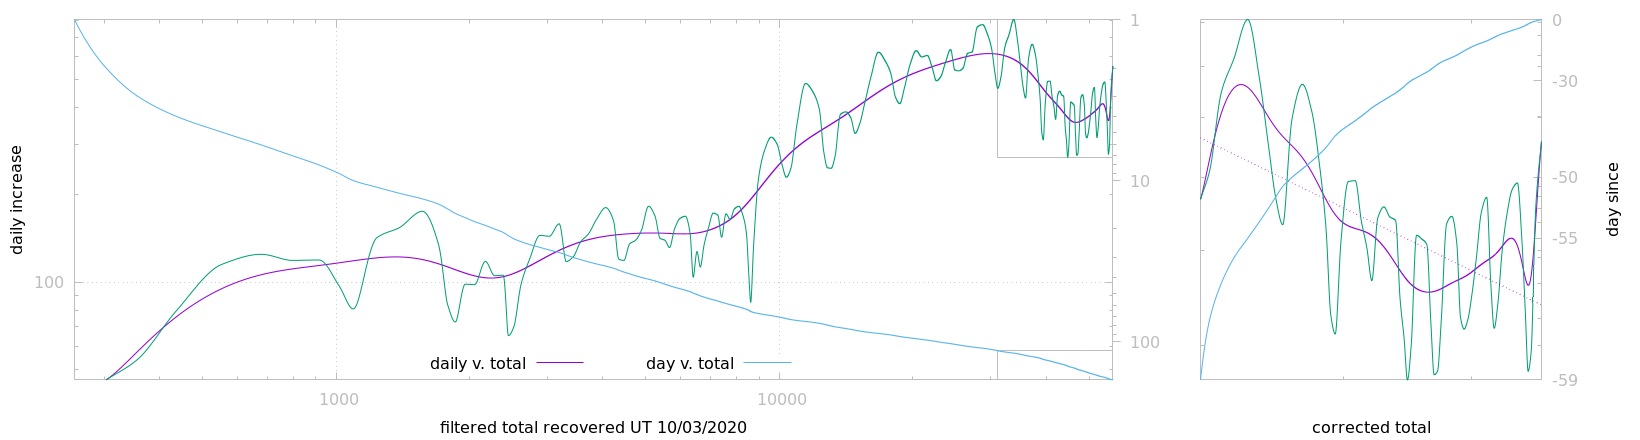 daily increase
100
1000
10000
1
10
100
daily v. total
day v. total
filtered total recovered UT 10/03/2020
0
-30
-50
-55
-59
day since
corrected total